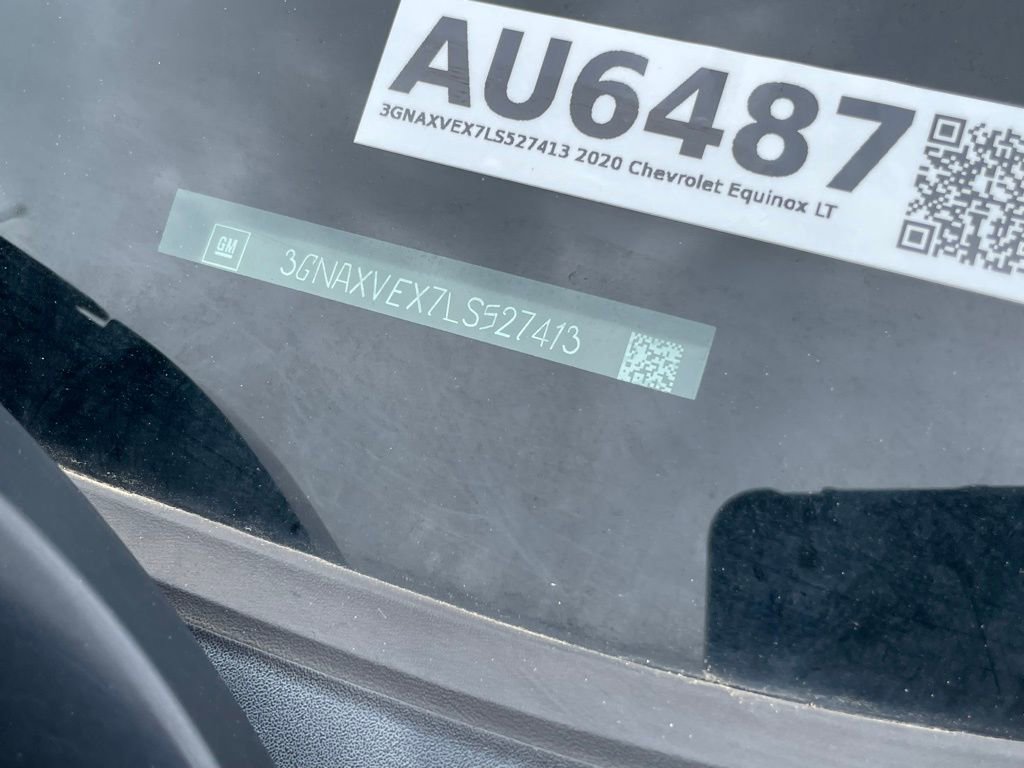 AU6487
3GNAXVEX7LS527413 2020 Chevrolet Equinox LT
GM
3GNAXVEX7LS527413